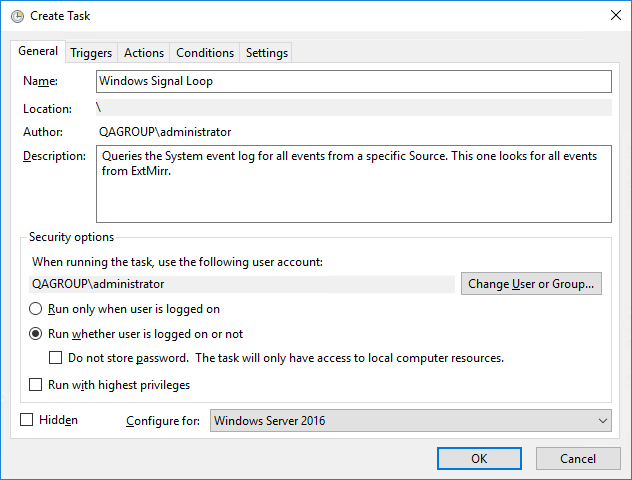 Create Task
General Triggers Actions Conditions Settings
Name: Windows Signal Loop
Location: \
Author: QAGROUP\administrator
Description: Queries the System event log for all events from a specific Source. This one looks for all events
from ExtMirr.
Security options
When running the task, use the following user account:
QAGROUP\administrator Change User or Group...
Run only when user is logged on
Run whether user is logged on or not
Do not store password. The task will only have access to local computer resources.
Run with highest privileges
Hidden Configure for: Windows Server 2016
OK Cancel